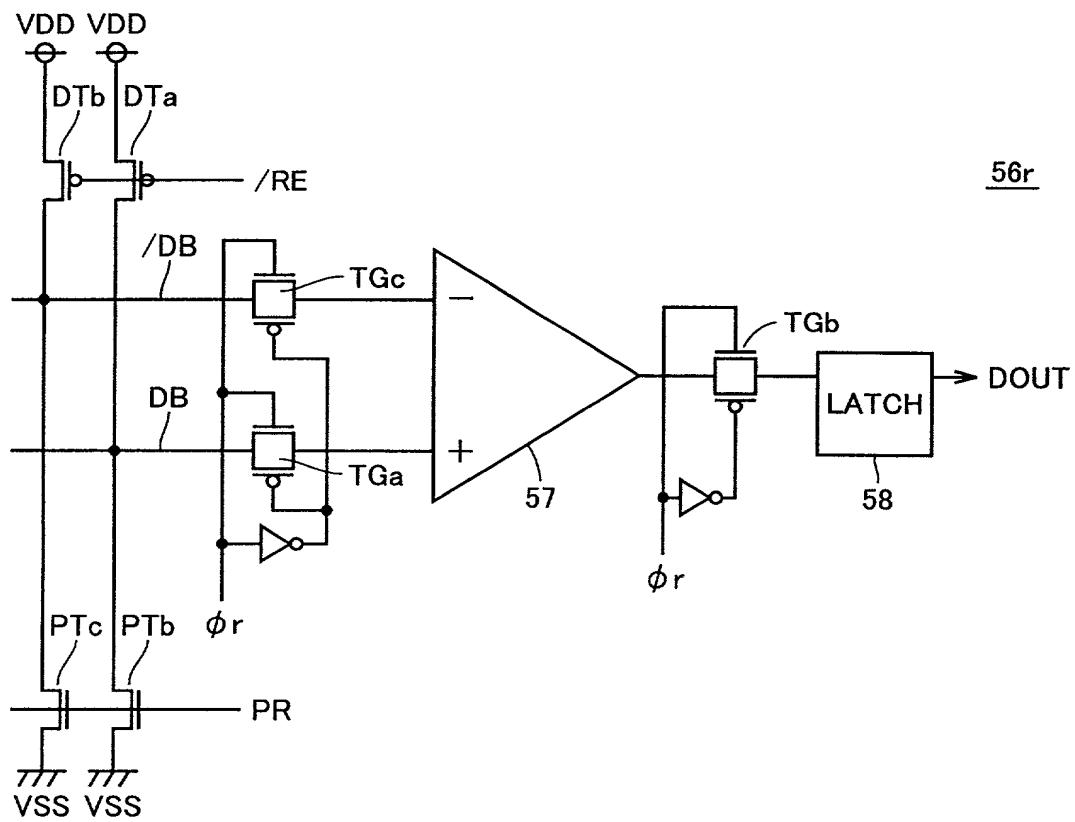 VDD VDD
DTb DTa
/RE
56r
/DB
TGc
TGb
DB
−
LATCH
DOUT
+
TGa
57
58
ϕr
ϕr
PTc PTb
PR
VSS VSS